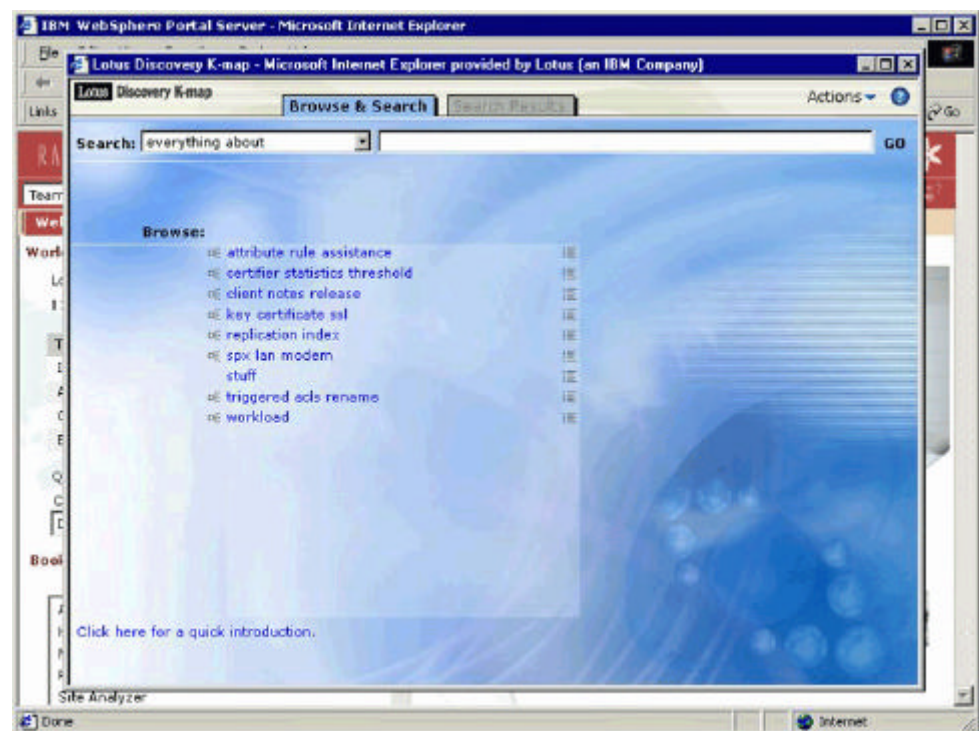 IBM WebSphere Portal Server - Microsoft Internet Explorer
File
Lotus Discovery K-map - Microsoft Internet Explorer provided by Lotus (an IBM Company)
Lotus Discovery K-map
Browse & Search
Search Results
Actions
Links
Go
Search: everything about
GO
Browse:
attribute rule assistance
certifier statistics threshold
client notes release
key certificate ssl
replication index
spx lan modem
stuff
triggered acls rename
workload
Click here for a quick introduction.
Site Analyzer
Done
Internet